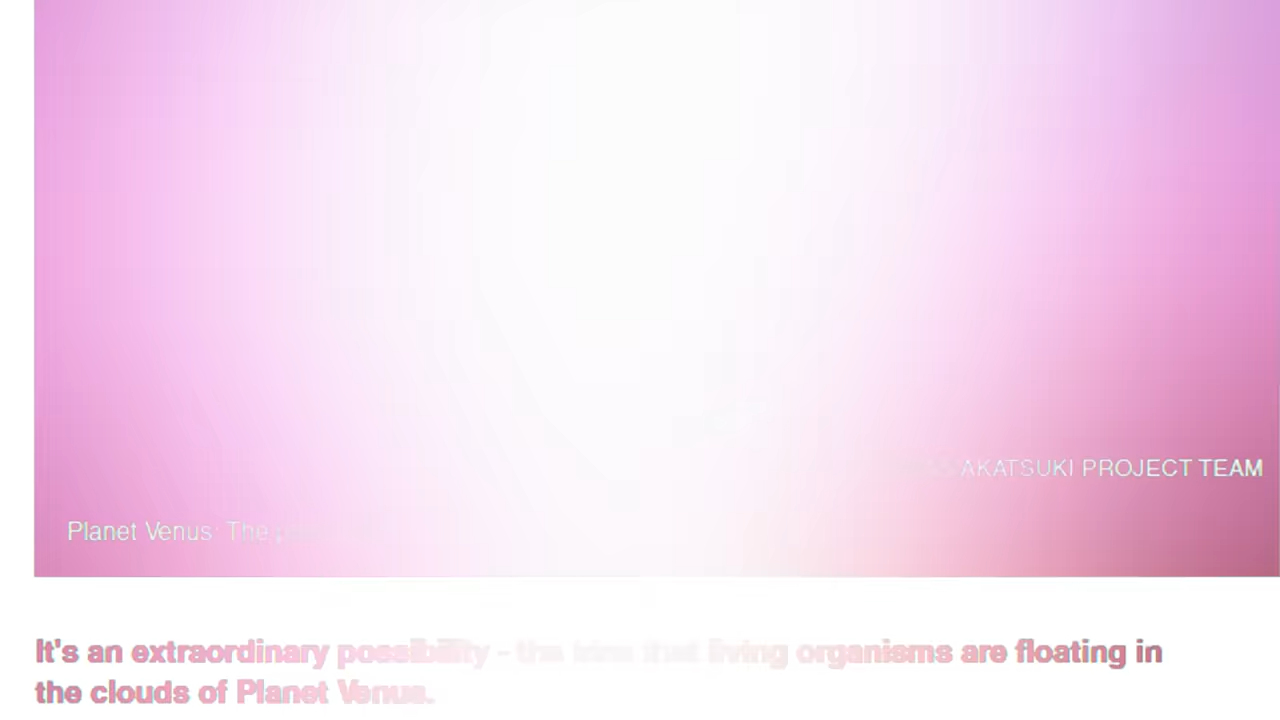 AKATSUKI PROJECT TEAM
Planet Venus: The
It's an extraordinary possibility - the idea that living organisms are floating in
the clouds of Planet Venus.